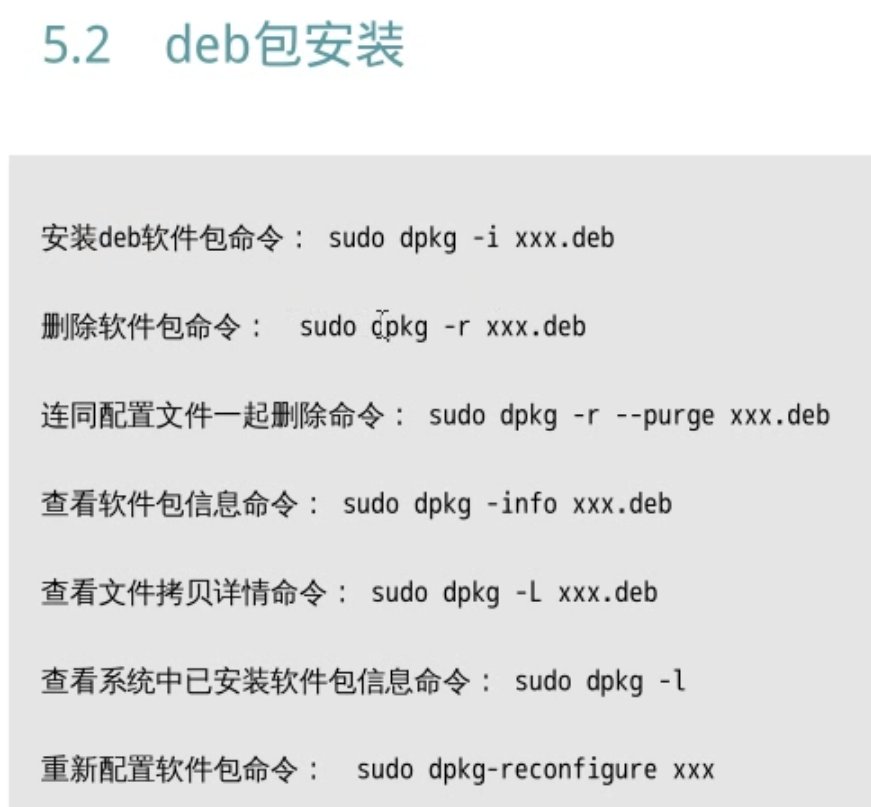 5.2 deb包安装
安装deb软件包命令： sudo dpkg -i xxx.deb
删除软件包命令： sudo dpkg -r xxx.deb
连同配置文件一起删除命令： sudo dpkg -r --purge xxx.deb
查看软件包信息命令： sudo dpkg -info xxx.deb
查看文件拷贝详情命令： sudo dpkg -L xxx.deb
查看系统中已安装软件包信息命令： sudo dpkg -l
重新配置软件包命令： sudo dpkg-reconfigure xxx